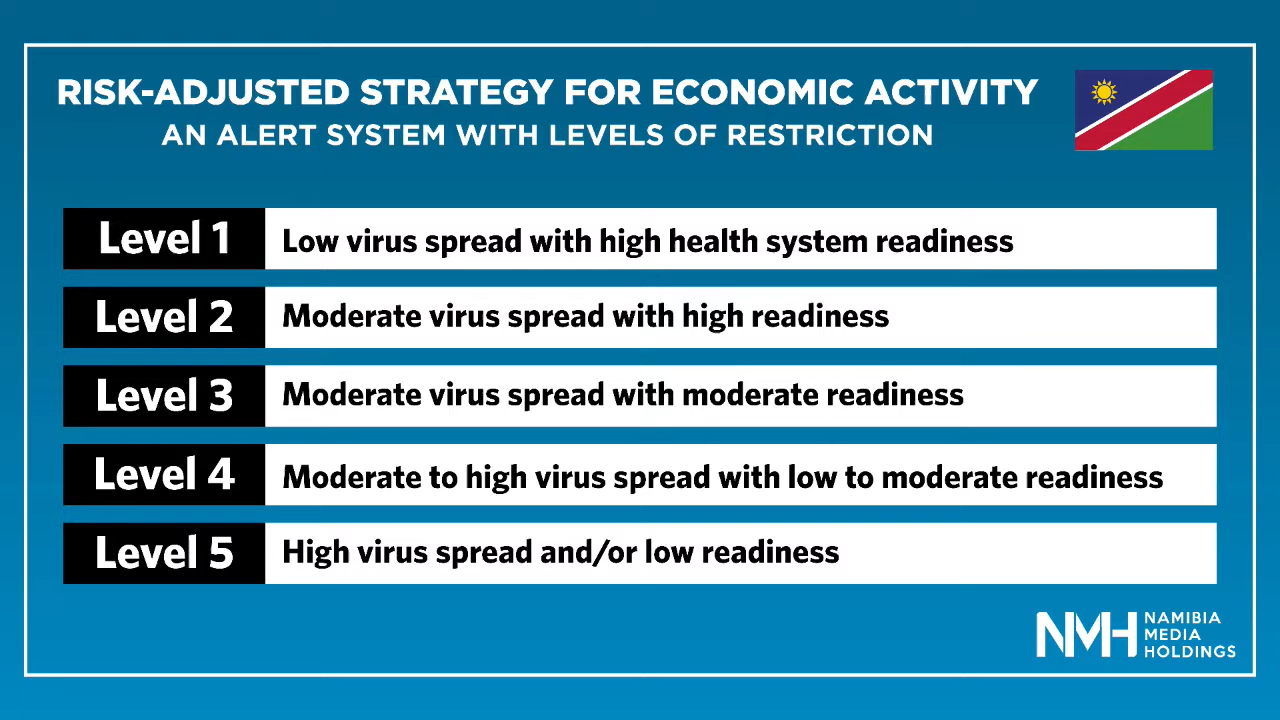 RISK-ADJUSTED STRATEGY FOR ECONOMIC ACTIVITY
AN ALERT SYSTEM WITH LEVELS OF RESTRICTION
Level 1 Low virus spread with high health system readiness
Level 2 Moderate virus spread with high readiness
Level 3 Moderate virus spread with moderate readiness
Level 4 Moderate to high virus spread with low to moderate readiness
Level 5 High virus spread and/or low readiness
NMH NAMIBIA
MEDIA
HOLDINGS